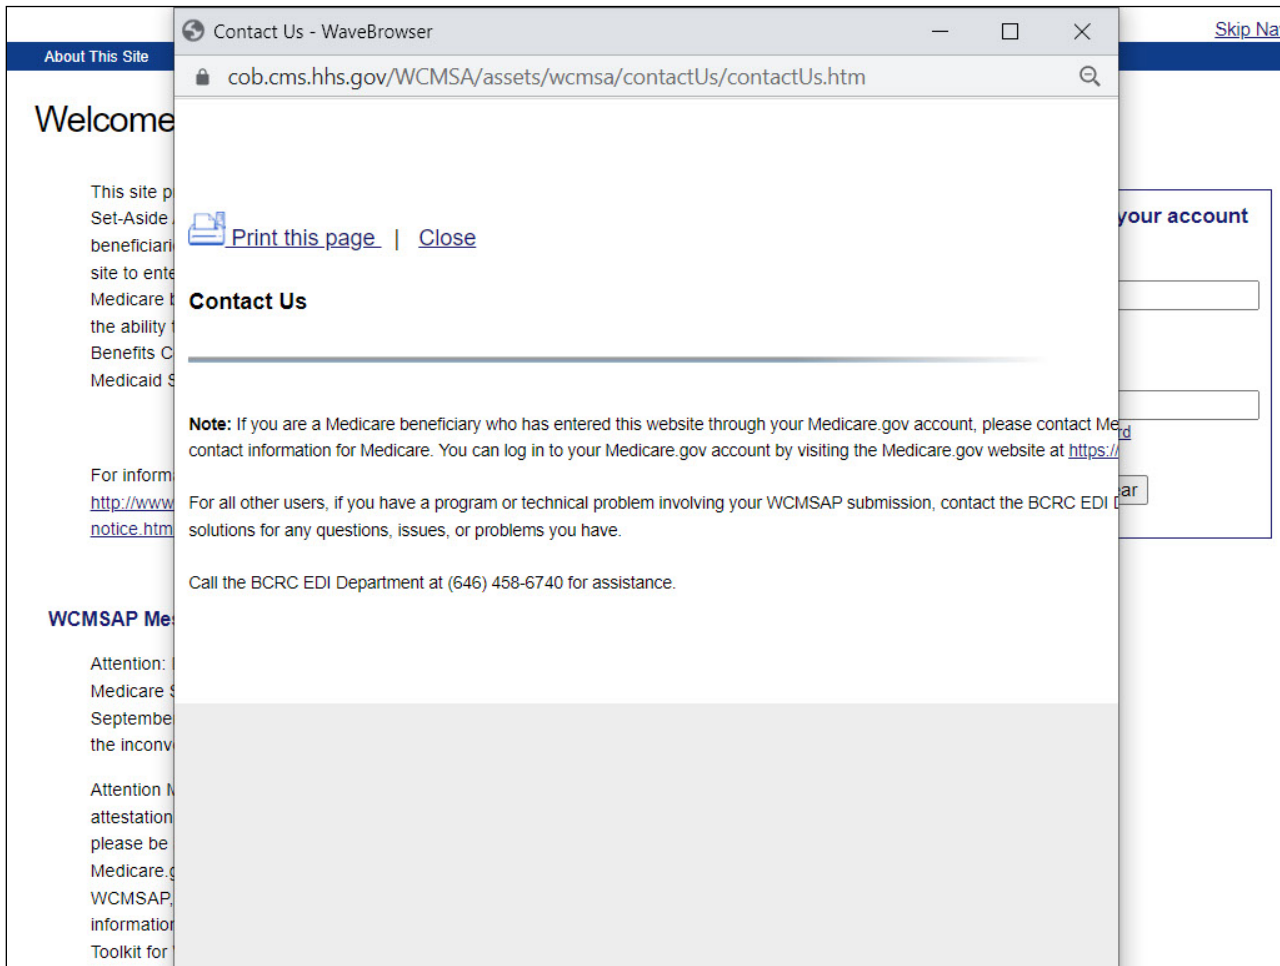 Contact Us - WaveBrowser
cob.cms.hhs.gov/WCMSA/assets/wcmsa/contactUs/contactUs.htm
Print this page | Close
Contact Us
Note: If you are a Medicare beneficiary who has entered this website through your Medicare.gov account, please contact Me
contact information for Medicare. You can log in to your Medicare.gov account by visiting the Medicare.gov website at https://
For all other users, if you have a program or technical problem involving your WCMSAP submission, contact the BCRC EDI
solutions for any questions, issues, or problems you have.
Call the BCRC EDI Department at (646) 458-6740 for assistance.
Skip Na
About This Site
Welcome
This site p
Set-Aside
beneficiari
site to ente
Medicare b
the ability t
Benefits C
Medicaid S
For informa
http://www
notice.htm
WCMSAP Mes
Attention:
Medicare S
September
the inconv
Attention M
attestation
please be
Medicare.g
WCMSAP,
information
Toolkit for
your account
rd
ar